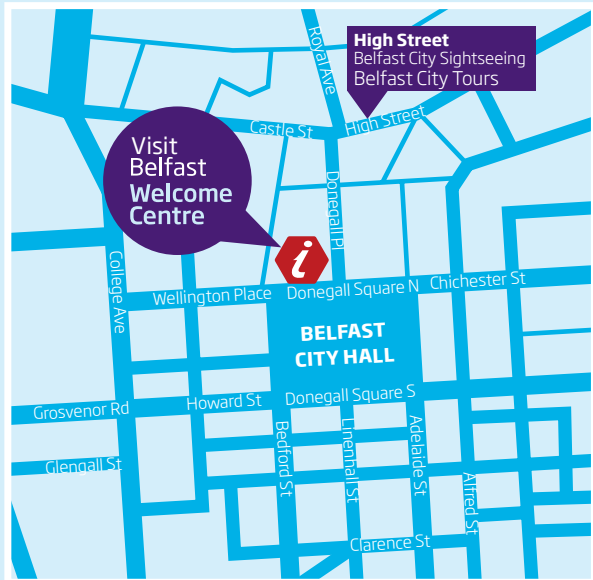 High Street
Belfast City Sightseeing
Belfast City Tours
Royal Ave
Castle St
High Street
Visit
Belfast
Welcome
Centre
Donegall Pl
i
College Ave
Wellington Place
Donegall Square N
Chichester St
BELFAST
CITY HALL
Grosvenor Rd
Howard St
Donegall Square S
Glengall St
Bedford St
Linenhall St
Adelaide St
Alfred St
Clarence St